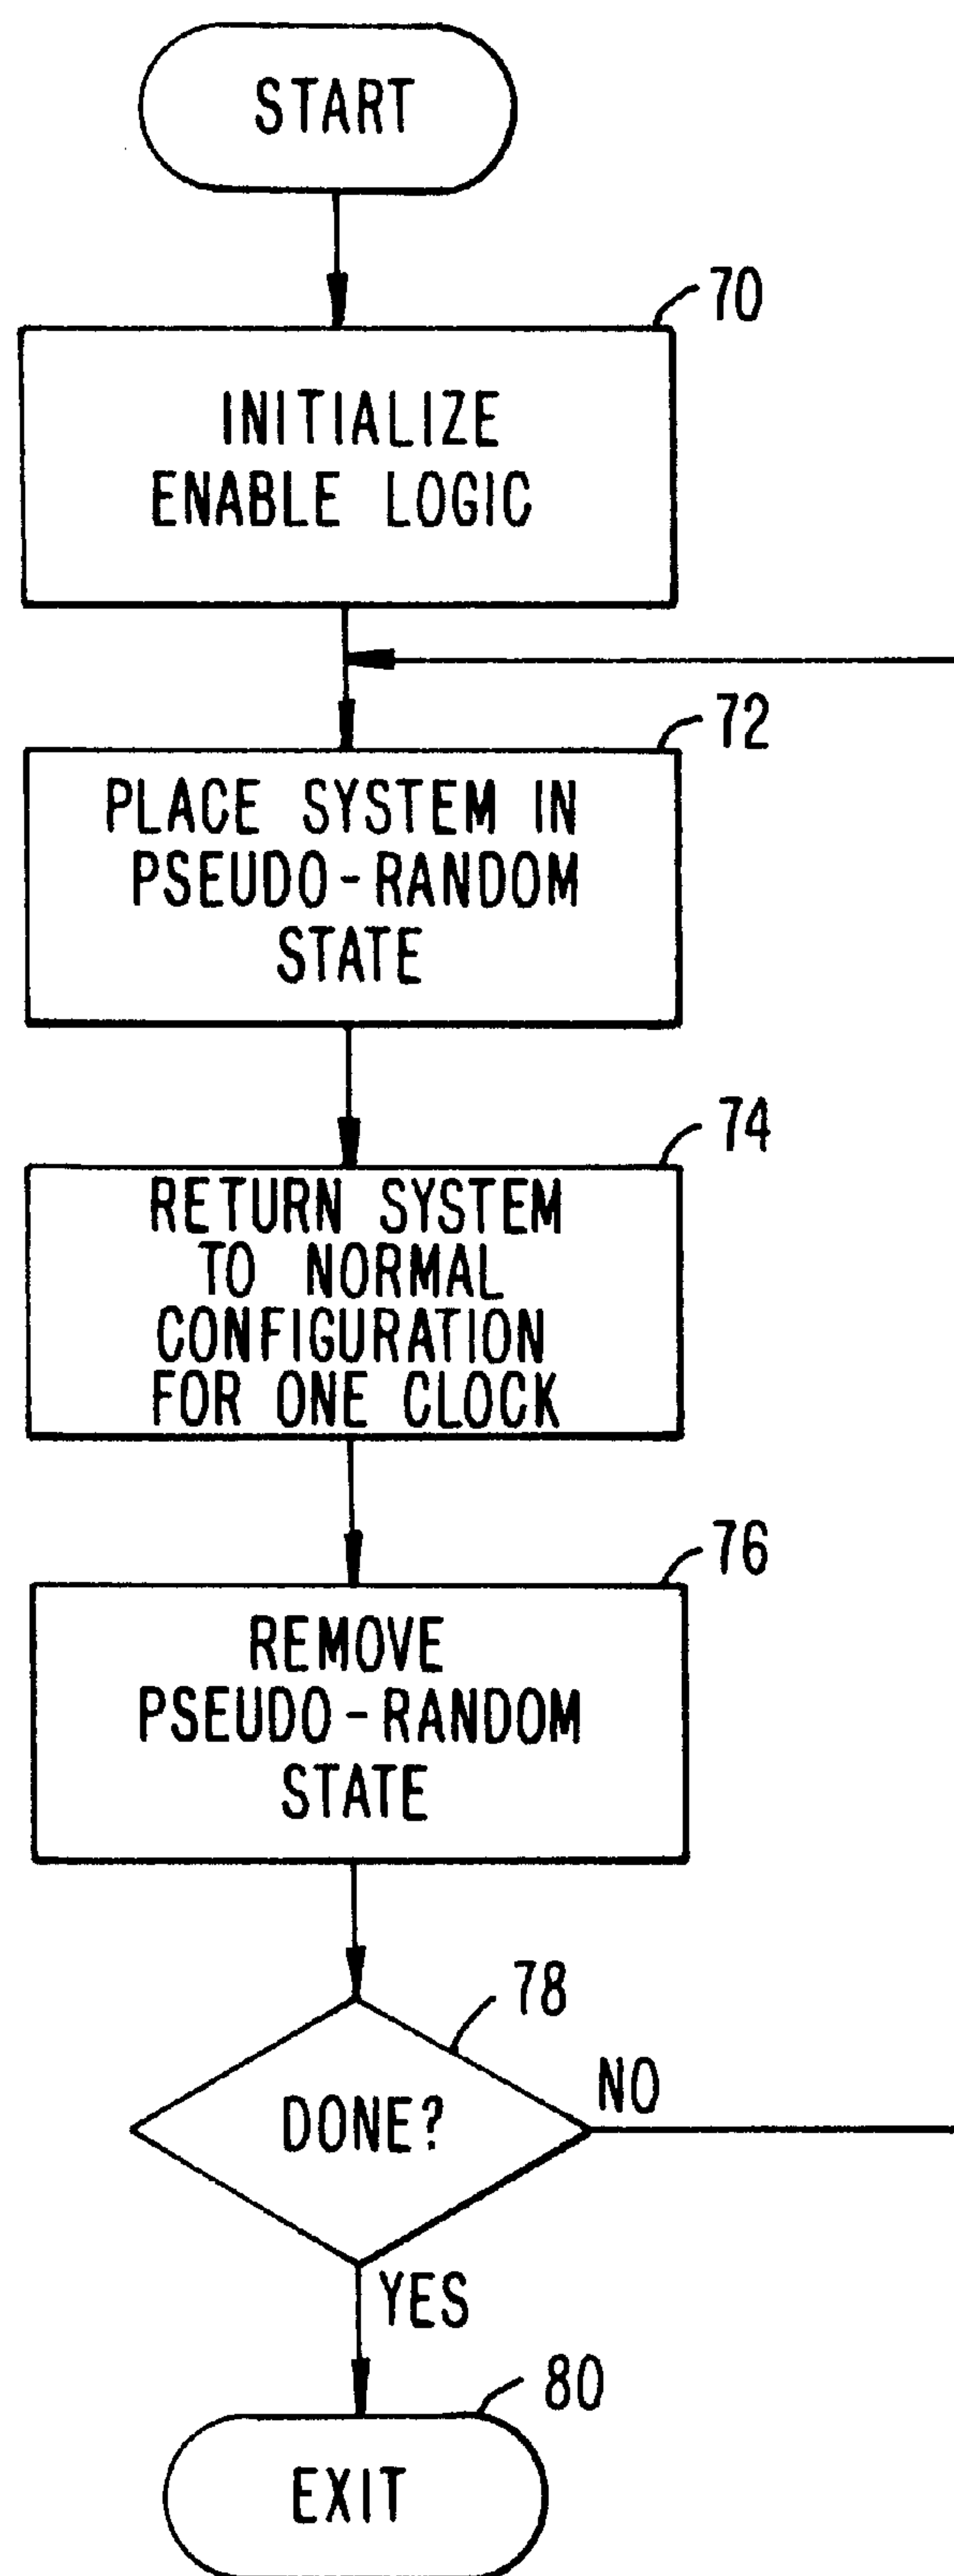 START
70
INITIALIZE
ENABLE LOGIC
72
PLACE SYSTEM IN
PSEUDO-RANDOM
STATE
74
RETURN SYSTEM
TO NORMAL
CONFIGURATION
FOR ONE CLOCK
76
REMOVE
PSEUDO-RANDOM
STATE
78
DONE?
NO
YES
80
EXIT